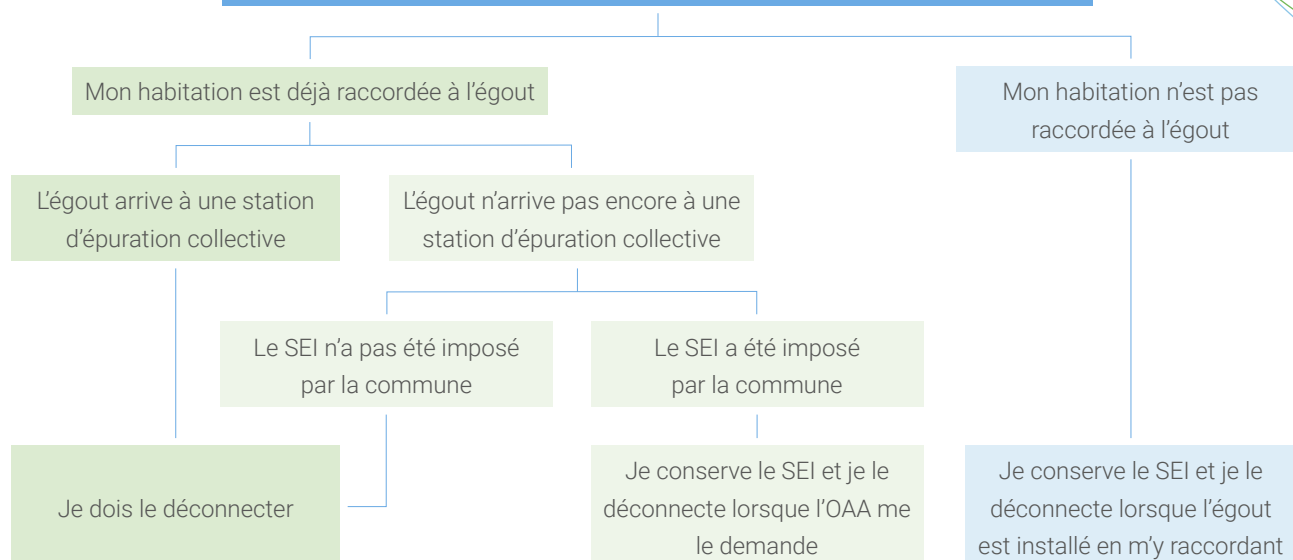 Mon habitation est déjà raccordée à l’égout
Mon habitation n’est pas
raccordée à l’égout
L’égout arrive à une station
d’épuration collective
L’égout n’arrive pas encore à une
station d’épuration collective
Le SEI n’a pas été imposé
par la commune
Le SEI a été imposé
par la commune
Je dois le déconnecter
Je conserve le SEI et je le
déconnecte lorsque l’OAA me
le demande
Je conserve le SEI et je le
déconnecte lorsque l’égout
est installé en m’y raccordant